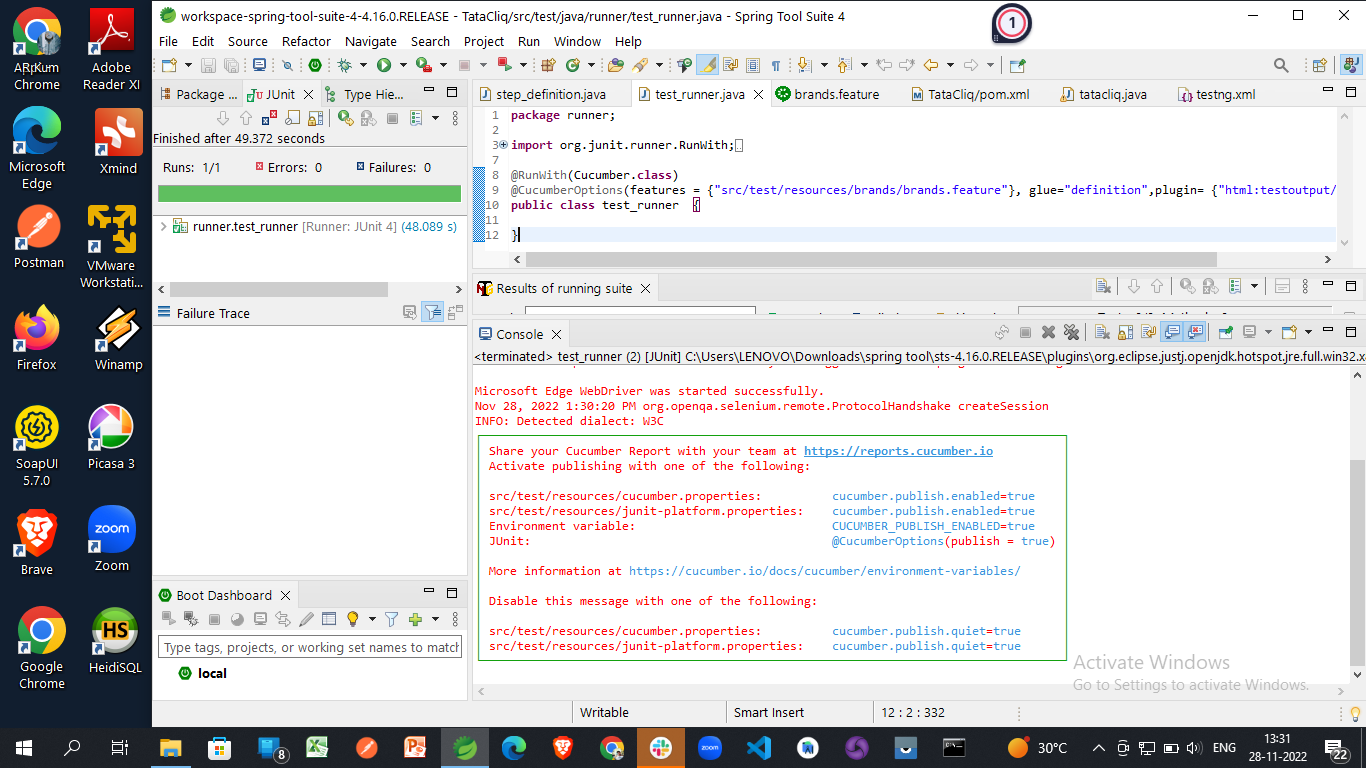 workspace-spring-tool-suite-4-4.16.0.RELEASE - TataCliq/src/test/java/runner/test_runner.java - Spring Tool Suite 4
1
File Edit Source Refactor Navigate Search Project Run Window Help
Chrome
Adobe
Reader XI
Microsoft
Edge
Xmind
Postman
VMware
Workstati...
Firefox
Winamp
SoapUI
5.7.0
Picasa 3
Brave
Zoom
zoom
Google
Chrome
HS
HeidiSQL
Package ...
JUnit
Type Hie...
Finished after 49.372 seconds
Runs: 1/1 Errors: 0 Failures: 0
runner.test_runner [Runner: JUnit 4] (48.089 s)
Failure Trace
Boot Dashboard
Type tags, projects, or working set names to match
local
step_definition.java test_runner.java brands.feature TataCliq/pom.xml tatacliq.java testng.xml
1 package runner;
2
3 import org.junit.runner.RunWith;
7
8 @RunWith(Cucumber.class)
9 @CucumberOptions(features = {"src/test/resources/brands/brands.feature"}, glue="definition",plugin= {"html:testoutput/
10 public class test_runner {
11
12 }
Results of running suite
Console
<terminated> test_runner (2) [JUnit] C:\Users\LENOVO\Downloads\spring tool\sts-4.16.0.RELEASE\plugins\org.eclipse.justj.openjdk.hotspot.jre.full.win32.x
Microsoft Edge WebDriver was started successfully.
Nov 28, 2022 1:30:20 PM org.openqa.selenium.remote.ProtocolHandshake createSession
INFO: Detected dialect: W3C
Share your Cucumber Report with your team at https://reports.cucumber.io
Activate publishing with one of the following:
src/test/resources/cucumber.properties: cucumber.publish.enabled=true
src/test/resources/junit-platform.properties: cucumber.publish.enabled=true
Environment variable: CUCUMBER_PUBLISH_ENABLED=true
JUnit: @CucumberOptions(publish = true)
More information at https://cucumber.io/docs/cucumber/environment-variables/
Disable this message with one of the following:
src/test/resources/cucumber.properties: cucumber.publish.quiet=true
src/test/resources/junit-platform.properties: cucumber.publish.quiet=true
Activate Windows
Go to Settings to activate Windows.
Writable
Smart Insert
12 : 2 : 332
8
zoom
30°C
ENG
13:31
28-11-2022
22